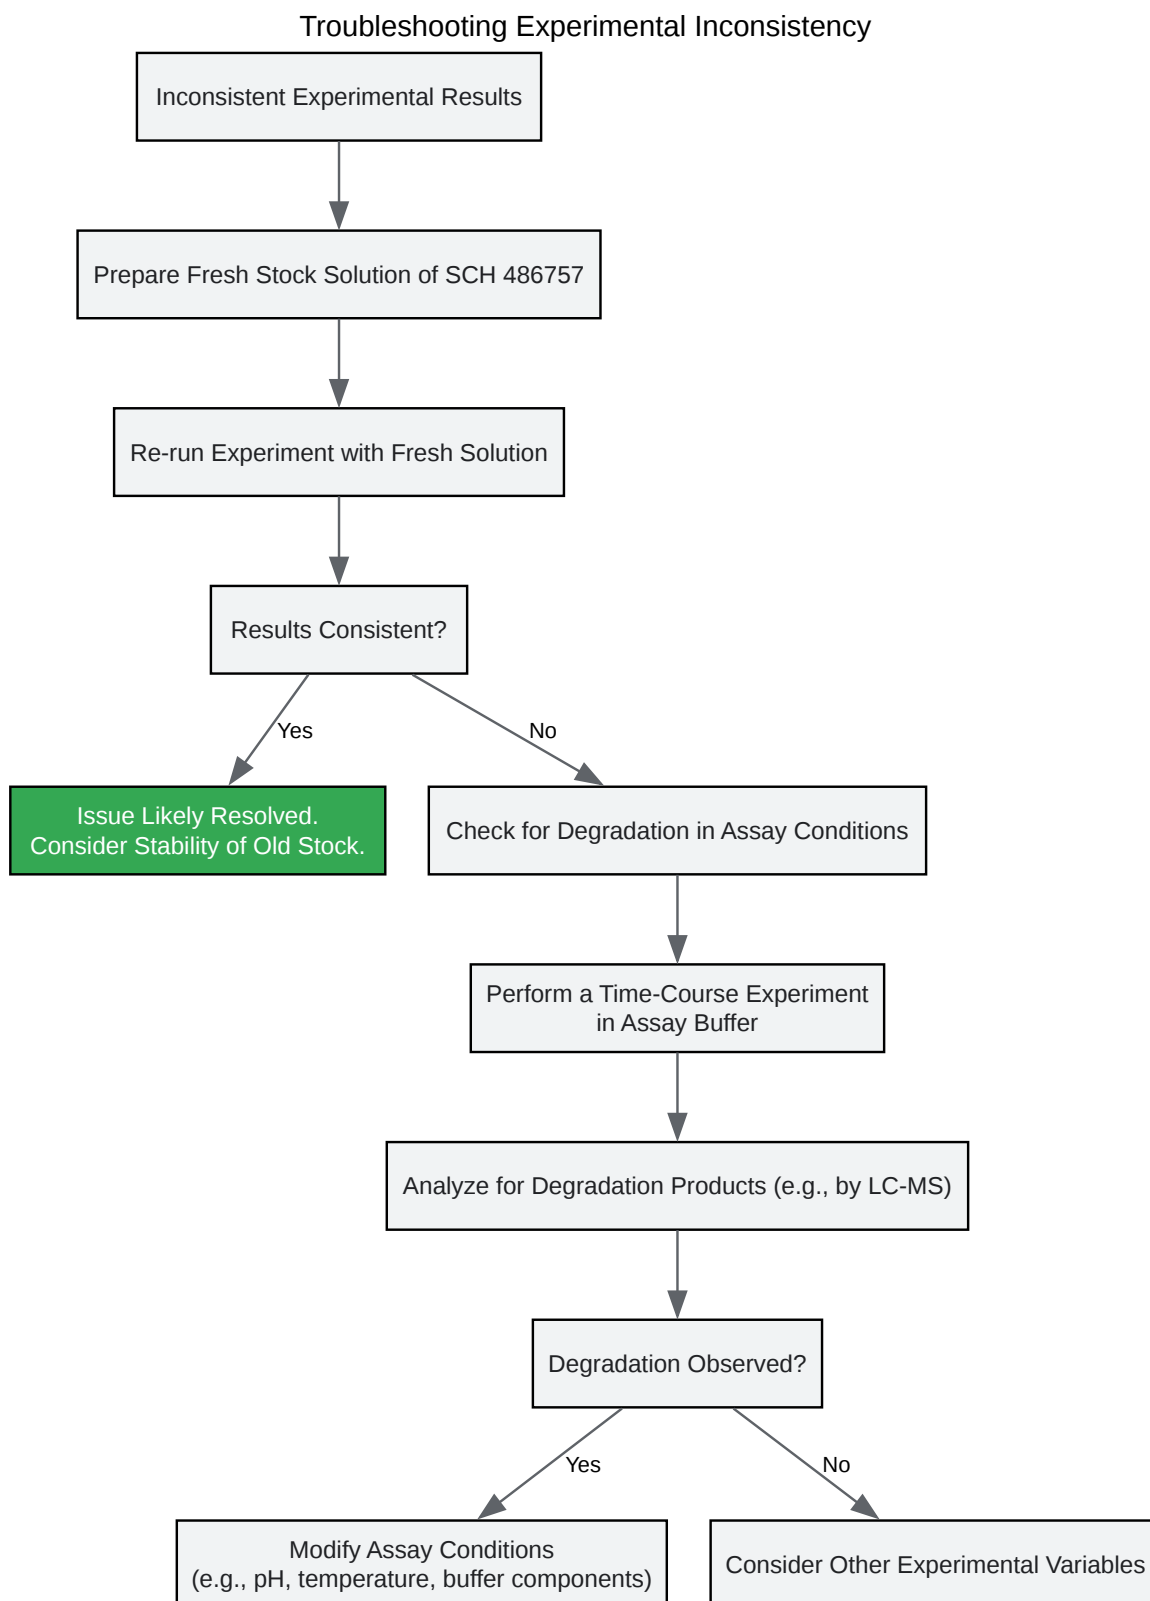 Troubleshooting Experimental Inconsistency
Inconsistent Experimental Results
Prepare Fresh Stock Solution of SCH 486757
Re-run Experiment with Fresh Solution
Results Consistent?
Yes
No
Issue Likely Resolved.
Consider Stability of Old Stock.
Check for Degradation in Assay Conditions
Perform a Time-Course Experiment
in Assay Buffer
Analyze for Degradation Products (e.g., by LC-MS)
Degradation Observed?
Yes
No
Modify Assay Conditions
(e.g., pH, temperature, buffer components)
Consider Other Experimental Variables